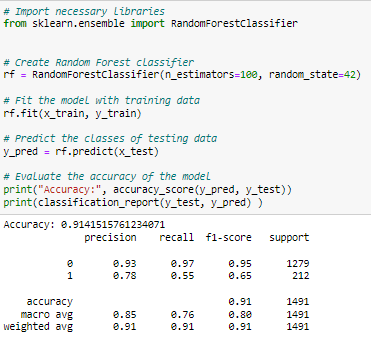 # Import necessary libraries
from sklearn.ensemble import RandomForestClassifier
# Create Random Forest classifier
rf = RandomForestClassifier(n_estimators=100, random_state=42)
# Fit the model with training data
rf.fit(x_train, y_train)
# Predict the classes of testing data
y_pred = rf.predict(x_test)
# Evaluate the accuracy of the model
print("Accuracy:", accuracy_score(y_pred, y_test))
print(classification_report(y_test, y_pred) )
Accuracy: 0.9141515761234071
precision recall f1-score support
0 0.93 0.97 0.95 1279
1 0.78 0.55 0.65 212
accuracy 0.91 1491
macro avg 0.85 0.76 0.80 1491
weighted avg 0.91 0.91 0.91 1491